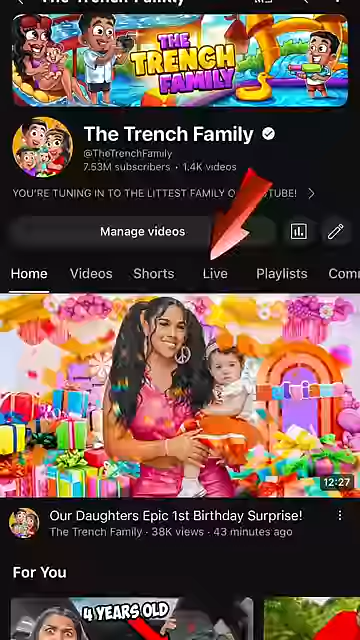 The Trench Family
THE
TRENCH
FAMILY
The Trench Family
@TheTrenchFamily
7.53M subscribers • 1.4K videos
YOU'RE TUNING IN TO THE LITTEST FAMILY
Manage videos
Home Videos Shorts Live Playlists Com
12:27
Our Daughters Epic 1st Birthday Surprise!
The Trench Family · 38K views · 43 minutes ago
For You
4 YEARS OLD